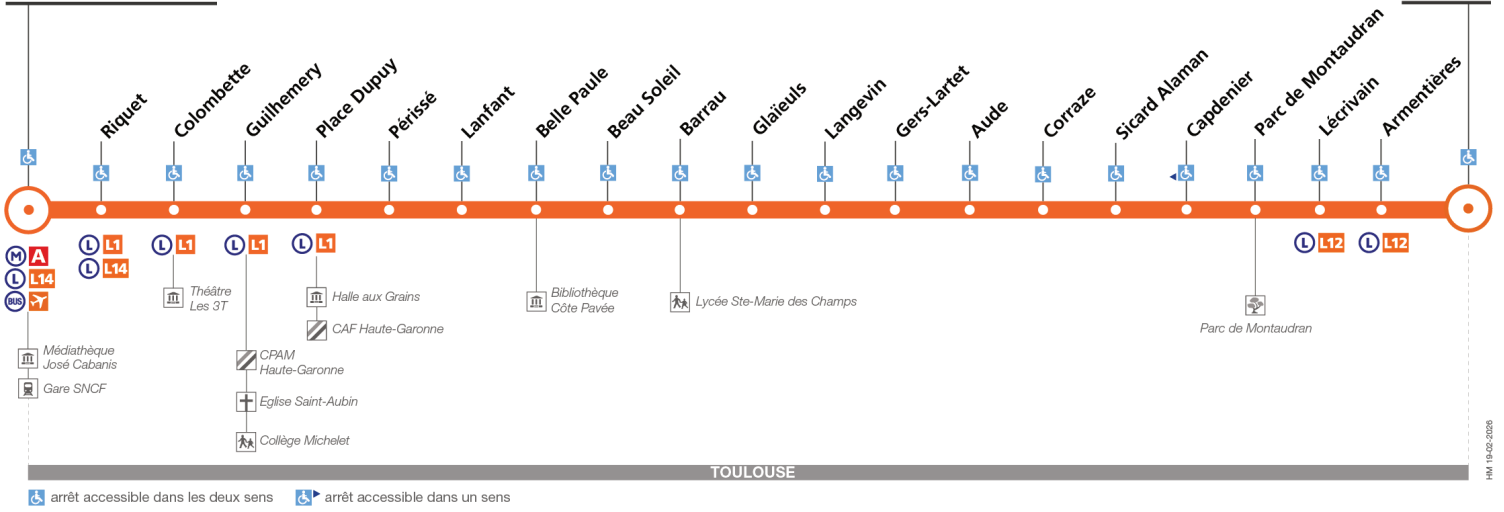 Riquet
Colombette
Guilhemery
Place Dupuy
Périssé
Lanfant
Belle Paule
Beau Soleil
Barrau
Glaïeuls
Langevin
Gers-Lartet
Aude
Corraze
Sicard Alaman
Capdenier
Parc de Montaudran
Lécrivain
Armentières
M A
L L14
BUS
L L1
L L14
L L1
L L1
L L1
L L12
L L12
Médiathèque
José Cabanis
Gare SNCF
Théâtre
Les 3T
CPAM
Haute-Garonne
Eglise Saint-Aubin
Collège Michelet
Halle aux Grains
CAF Haute-Garonne
Bibliothèque
Côte Pavée
Lycée Ste-Marie des Champs
Parc de Montaudran
TOULOUSE
arrêt accessible dans les deux sens
arrêt accessible dans un sens
HM 19-02-2026